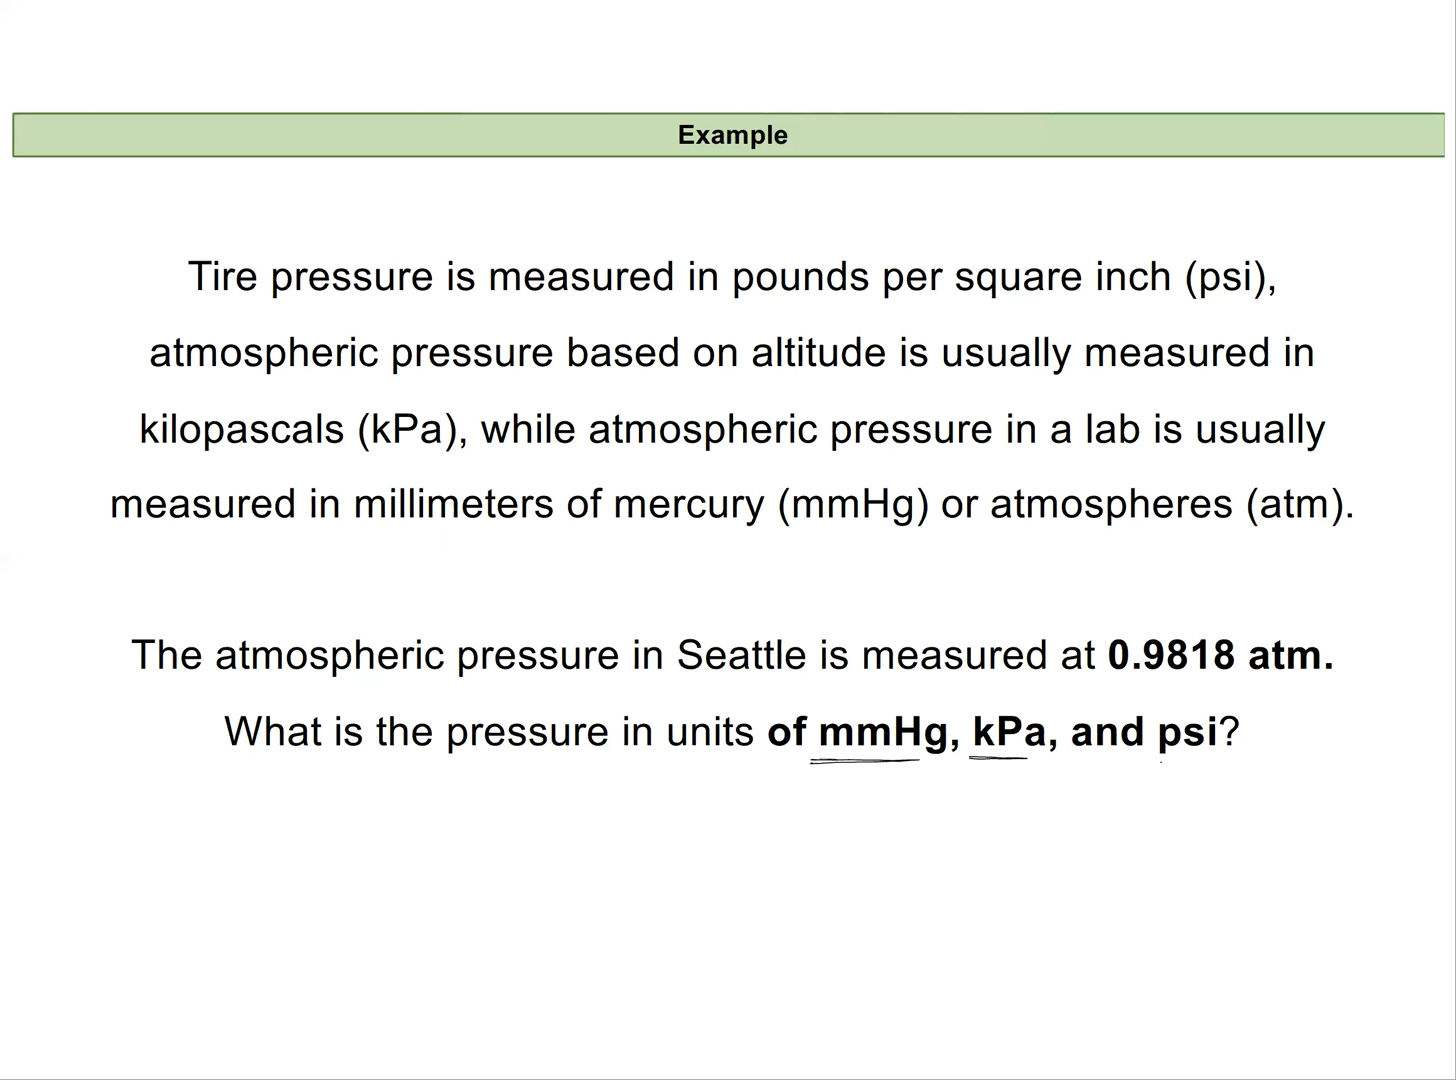 Example
Tire pressure is measured in pounds per square inch (psi),
atmospheric pressure based on altitude is usually measured in
kilopascals (kPa), while atmospheric pressure in a lab is usually
measured in millimeters of mercury (mmHg) or atmospheres (atm).
The atmospheric pressure in Seattle is measured at 0.9818 atm.
What is the pressure in units of mmHg, kPa, and psi?